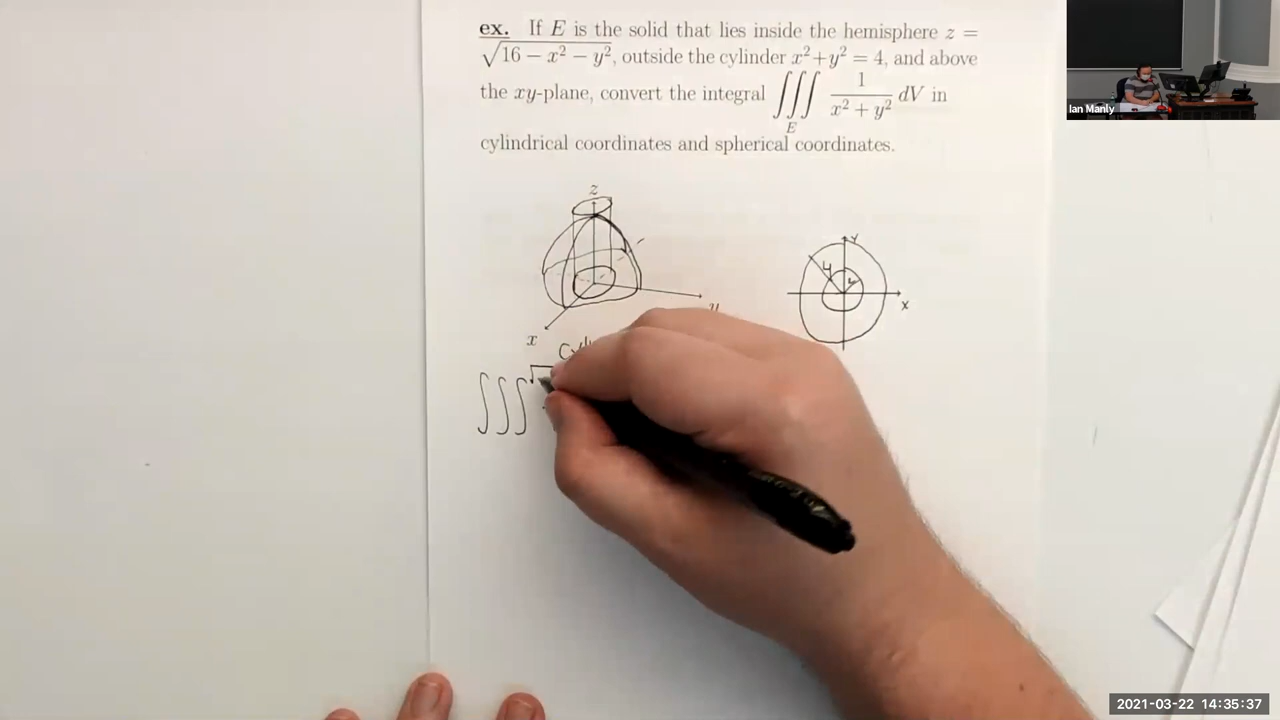 ex. If E is the solid that lies inside the hemisphere z =
√16 − x² − y², outside the cylinder x² + y² = 4, and above
the xy-plane, convert the integral ∭ 1/(x² + y²) dV in
E
cylindrical coordinates and spherical coordinates.
Ian Manly
z
y
x
Y
4
2
X
∫∫∫ √
2021-03-22 14:35:37